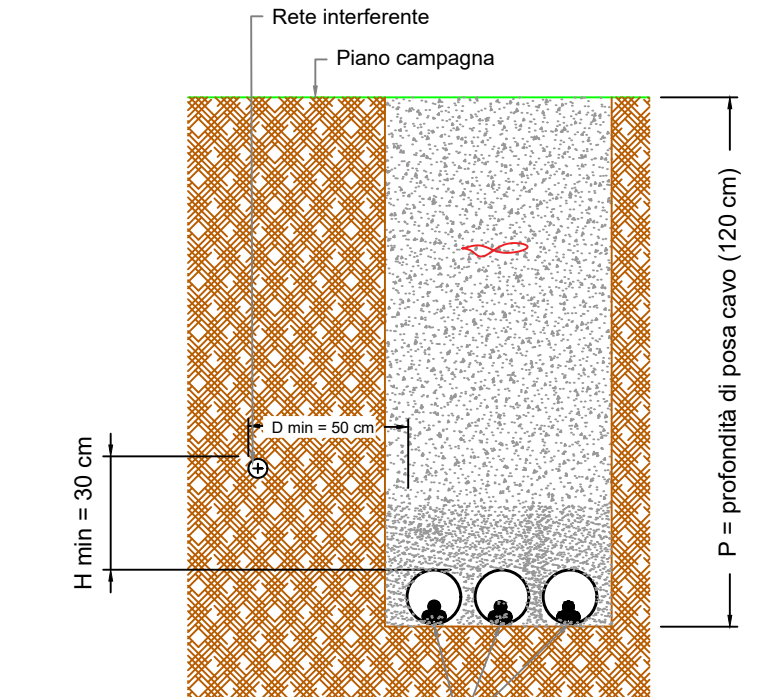 Rete interferente
Piano campagna
D min = 50 cm
H min = 30 cm
P = profondità di posa cavo (120 cm)